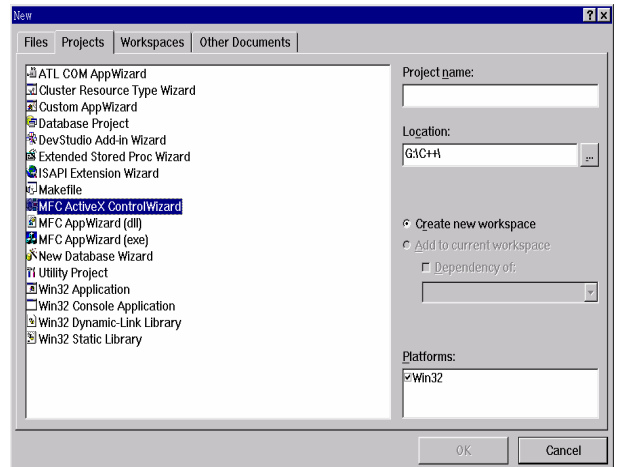 New
Files Projects Workspaces Other Documents
ATL COM AppWizard
Cluster Resource Type Wizard
Custom AppWizard
Database Project
DevStudio Add-in Wizard
Extended Stored Proc Wizard
ISAPI Extension Wizard
Makefile
MFC ActiveX ControlWizard
MFC AppWizard (dll)
MFC AppWizard (exe)
New Database Wizard
Utility Project
Win32 Application
Win32 Console Application
Win32 Dynamic-Link Library
Win32 Static Library
Project name:
Location:
G:\C++\
...
Create new workspace
Add to current workspace
Dependency of:
Platforms:
Win32
OK Cancel